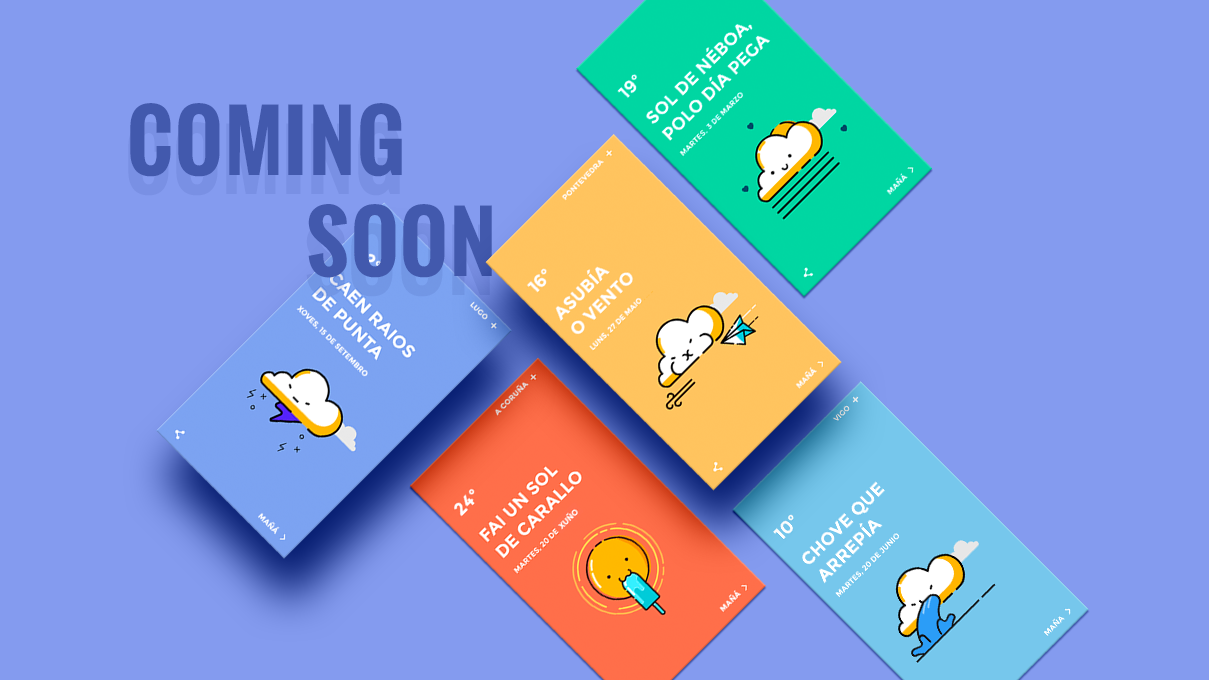 COMING
SOON
19°
SOL DE NÉBOA,
POLO DÍA PEGA
MARTES, 3 DE MARZO
MAÑÁ >
PONTEVEDRA +
16°
ASUBÍA
O VENTO
LUNS, 27 DE MAIO
MAÑÁ >
LUGO +
CAEN RAIOS
DE PUNTA
XOVES, 15 DE SETEMBRO
MAÑÁ >
A CORUÑA +
24°
FAI UN SOL
DE CARALLO
MARTES, 20 DE XUÑO
MAÑÁ >
VIGO +
10°
CHOVE QUE
ARREPÍA
MARTES, 20 DE JUNIO
MAÑÁ >